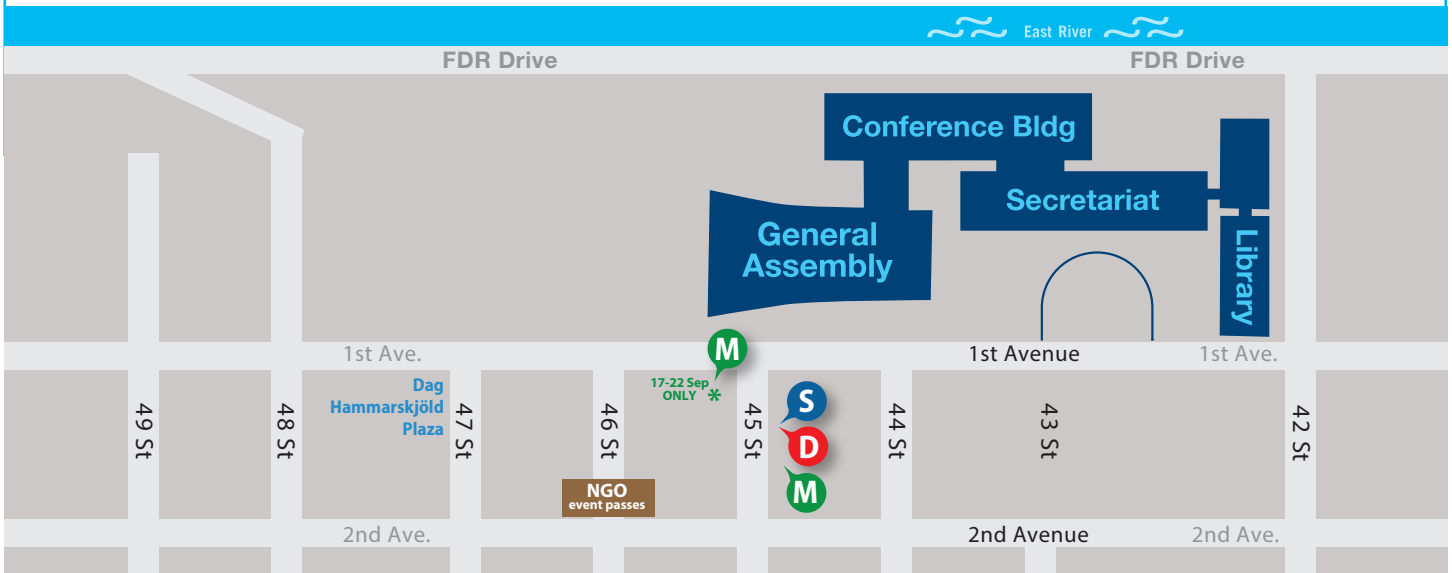 East River
FDR Drive
FDR Drive
Conference Bldg
Secretariat
General
Assembly
Library
M
1st Ave.
1st Avenue
1st Ave.
17-22 Sep
ONLY *
Dag
Hammarskjöld
Plaza
S
D
M
49 St
48 St
47 St
46 St
45 St
44 St
43 St
42 St
NGO
event passes
2nd Ave.
2nd Avenue
2nd Ave.